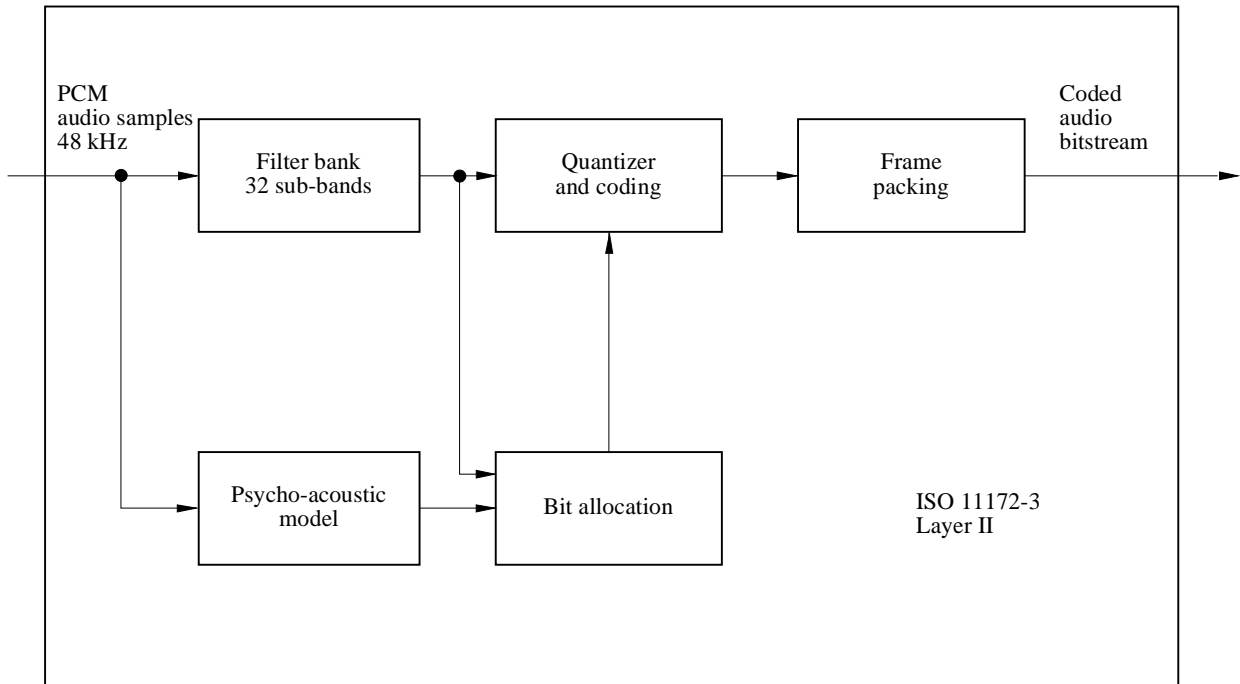 PCM
audio samples
48 kHz
Coded
audio
bitstream
Filter bank
32 sub-bands
Quantizer
and coding
Frame
packing
Psycho-acoustic
model
Bit allocation
ISO 11172-3
Layer II